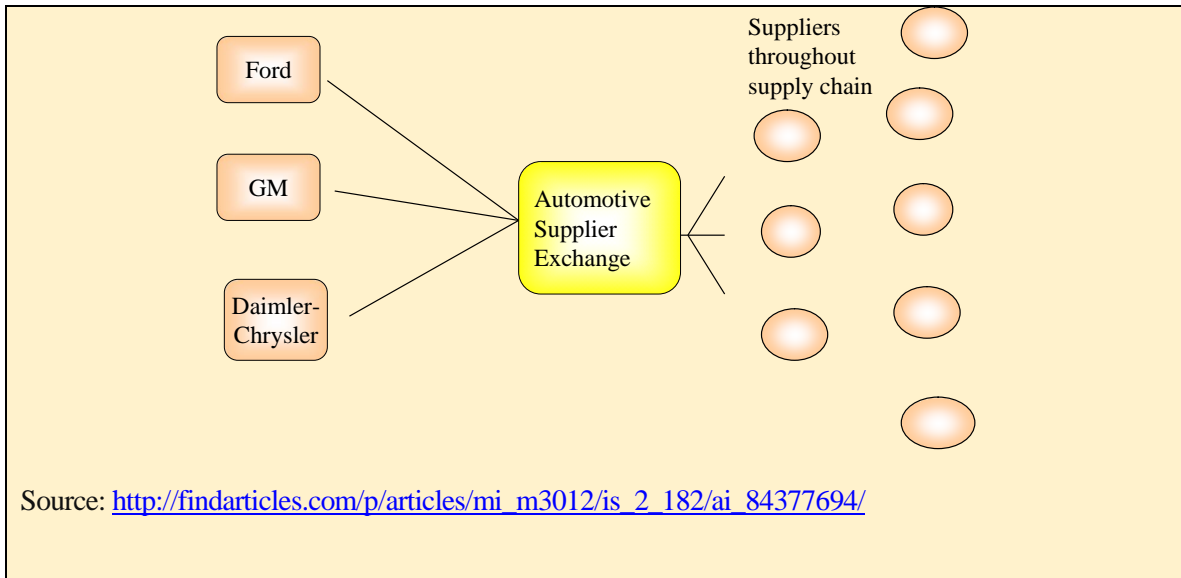 Suppliers
throughout
supply chain
Ford
GM
Automotive
Supplier
Exchange
Daimler-
Chrysler
Source: http://findarticles.com/p/articles/mi_m3012/is_2_182/ai_84377694/